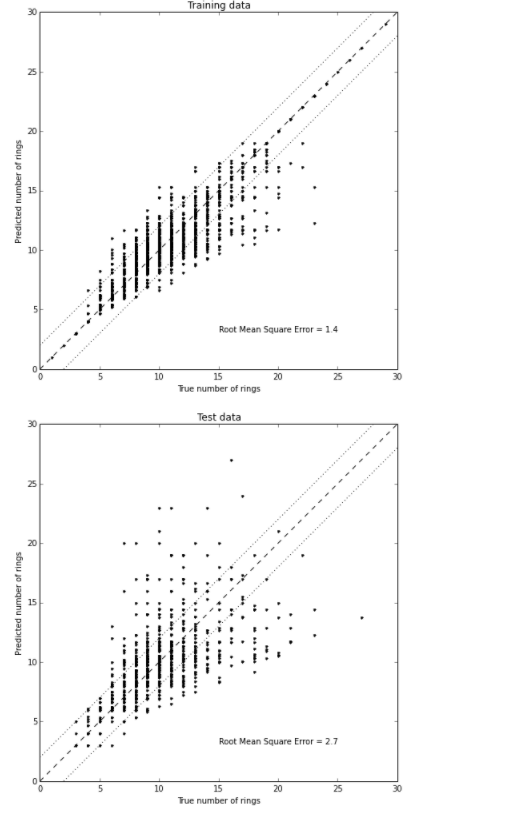 Training data
30
25
20
15
10
5
0
Predicted number of rings
Root Mean Square Error = 1.4
0 5 10 15 20 25 30
True number of rings
Test data
30
25
20
15
10
5
0
Predicted number of rings
Root Mean Square Error = 2.7
0 5 10 15 20 25 30
True number of rings